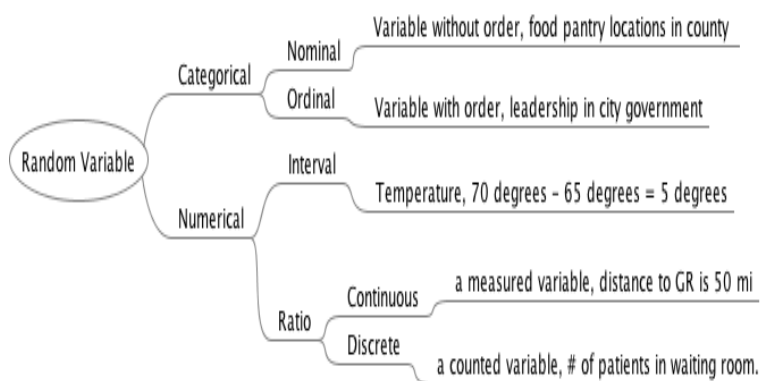 Variable without order, food pantry locations in county
Nominal
Categorical
Ordinal
Variable with order, leadership in city government
Random Variable
Interval
Temperature, 70 degrees - 65 degrees = 5 degrees
Numerical
a measured variable, distance to GR is 50 mi
Continuous
Ratio
Discrete
a counted variable, # of patients in waiting room.